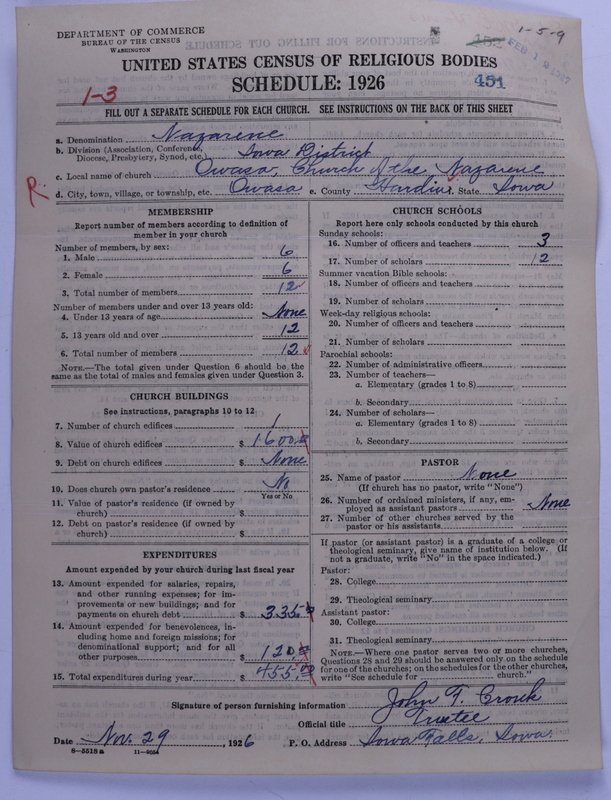 DEPARTMENT OF COMMERCE
BUREAU OF THE CENSUS
WASHINGTON
1-5-9
FEB 1 1927
UNITED STATES CENSUS OF RELIGIOUS BODIES
SCHEDULE: 1926
451
1-3
FILL OUT A SEPARATE SCHEDULE FOR EACH CHURCH. SEE INSTRUCTIONS ON THE BACK OF THIS SHEET
a. Denomination Nazarene
b. Division (Association, Conference, Diocese, Presbytery, Synod, etc.) Iowa District
c. Local name of church Owasa, Church of the Nazarene
R.
d. City, town, village, or township, etc. Owasa e. County Hardin f. State Iowa
MEMBERSHIP
Report number of members according to definition of
member in your church
Number of members, by sex:
1. Male 6
2. Female 6
3. Total number of members 12
Number of members under and over 13 years old:
4. Under 13 years of age None
5. 13 years old and over 12
6. Total number of members 12
NOTE.—The total given under Question 6 should be the
same as the total of males and females given under Question 3.
CHURCH BUILDINGS
See instructions, paragraphs 10 to 12
7. Number of church edifices 1
8. Value of church edifices $ 1600.00
9. Debt on church edifices $ None
10. Does church own pastor's residence No
Yes or No
11. Value of pastor's residence (if owned by
church) $
12. Debt on pastor's residence (if owned by
church) $
EXPENDITURES
Amount expended by your church during last fiscal year
13. Amount expended for salaries, repairs,
and other running expenses; for im-
provements or new buildings; and for
payments on church debt $ 335.00
14. Amount expended for benevolences, in-
cluding home and foreign missions; for
denominational support; and for all
other purposes $ 120.00
15. Total expenditures during year $ 455.00
CHURCH SCHOOLS
Report here only schools conducted by this church
Sunday schools:
16. Number of officers and teachers 3
17. Number of scholars 12
Summer vacation Bible schools:
18. Number of officers and teachers
19. Number of scholars
Week-day religious schools:
20. Number of officers and teachers
21. Number of scholars
Parochial schools:
22. Number of administrative officers
23. Number of teachers—
a. Elementary (grades 1 to 8)
b. Secondary
24. Number of scholars—
a. Elementary (grades 1 to 8)
b. Secondary
PASTOR
25. Name of pastor None
(If church has no pastor, write "None")
26. Number of ordained ministers, if any, em-
ployed as assistant pastors None
27. Number of other churches served by the
pastor or his assistants
If pastor (or assistant pastor) is a graduate of a college or
theological seminary, give name of institution below. (If
not a graduate, write "No" in the space indicated.)
Pastor:
28. College
29. Theological seminary
Assistant pastor:
30. College
31. Theological seminary
NOTE.—Where one pastor serves two or more churches,
Questions 28 and 29 should be answered only on the schedule
for one of the churches; on the schedules for the other churches,
write "See schedule for church."
Signature of person furnishing information John T. Cronk
Official title Trustee
Date Nov. 29, 1926 P. O. Address Iowa Falls, Iowa
8-5518 a 11-9054